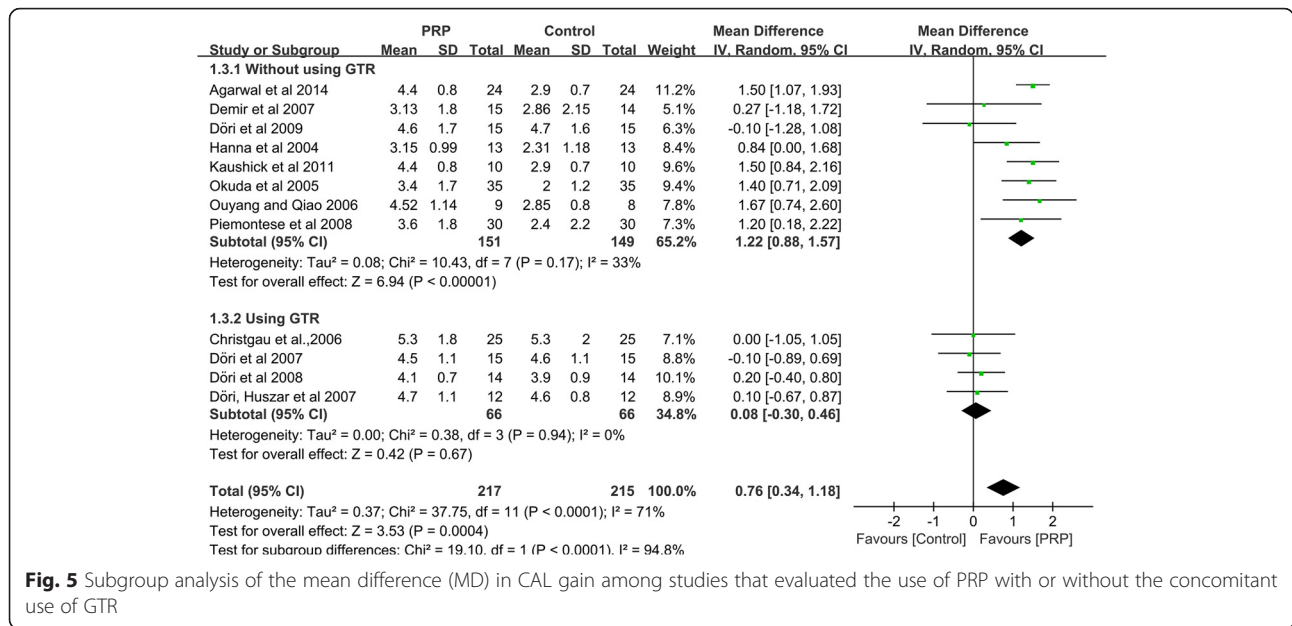 PRP Control Mean Difference Mean Difference
Study or Subgroup Mean SD Total Mean SD Total Weight IV, Random, 95% CI IV, Random, 95% CI
1.3.1 Without using GTR
Agarwal et al 2014 4.4 0.8 24 2.9 0.7 24 11.2% 1.50 [1.07, 1.93]
Demir et al 2007 3.13 1.8 15 2.86 2.15 14 5.1% 0.27 [-1.18, 1.72]
Döri et al 2009 4.6 1.7 15 4.7 1.6 15 6.3% -0.10 [-1.28, 1.08]
Hanna et al 2004 3.15 0.99 13 2.31 1.18 13 8.4% 0.84 [0.00, 1.68]
Kaushick et al 2011 4.4 0.8 10 2.9 0.7 10 9.6% 1.50 [0.84, 2.16]
Okuda et al 2005 3.4 1.7 35 2 1.2 35 9.4% 1.40 [0.71, 2.09]
Ouyang and Qiao 2006 4.52 1.14 9 2.85 0.8 8 7.8% 1.67 [0.74, 2.60]
Piemontese et al 2008 3.6 1.8 30 2.4 2.2 30 7.3% 1.20 [0.18, 2.22]
Subtotal (95% CI) 151 149 65.2% 1.22 [0.88, 1.57]
Heterogeneity: Tau² = 0.08; Chi² = 10.43, df = 7 (P = 0.17); I² = 33%
Test for overall effect: Z = 6.94 (P < 0.00001)
1.3.2 Using GTR
Christgau et al.,2006 5.3 1.8 25 5.3 2 25 7.1% 0.00 [-1.05, 1.05]
Döri et al 2007 4.5 1.1 15 4.6 1.1 15 8.8% -0.10 [-0.89, 0.69]
Döri et al 2008 4.1 0.7 14 3.9 0.9 14 10.1% 0.20 [-0.40, 0.80]
Döri, Huszar et al 2007 4.7 1.1 12 4.6 0.8 12 8.9% 0.10 [-0.67, 0.87]
Subtotal (95% CI) 66 66 34.8% 0.08 [-0.30, 0.46]
Heterogeneity: Tau² = 0.00; Chi² = 0.38, df = 3 (P = 0.94); I² = 0%
Test for overall effect: Z = 0.42 (P = 0.67)
Total (95% CI) 217 215 100.0% 0.76 [0.34, 1.18]
Heterogeneity: Tau² = 0.37; Chi² = 37.75, df = 11 (P < 0.0001); I² = 71%
Test for overall effect: Z = 3.53 (P = 0.0004)
Test for subgroup differences: Chi² = 19.10, df = 1 (P < 0.0001), I² = 94.8%
-2 -1 0 1 2
Favours [Control] Favours [PRP]
Fig. 5 Subgroup analysis of the mean difference (MD) in CAL gain among studies that evaluated the use of PRP with or without the concomitant
use of GTR